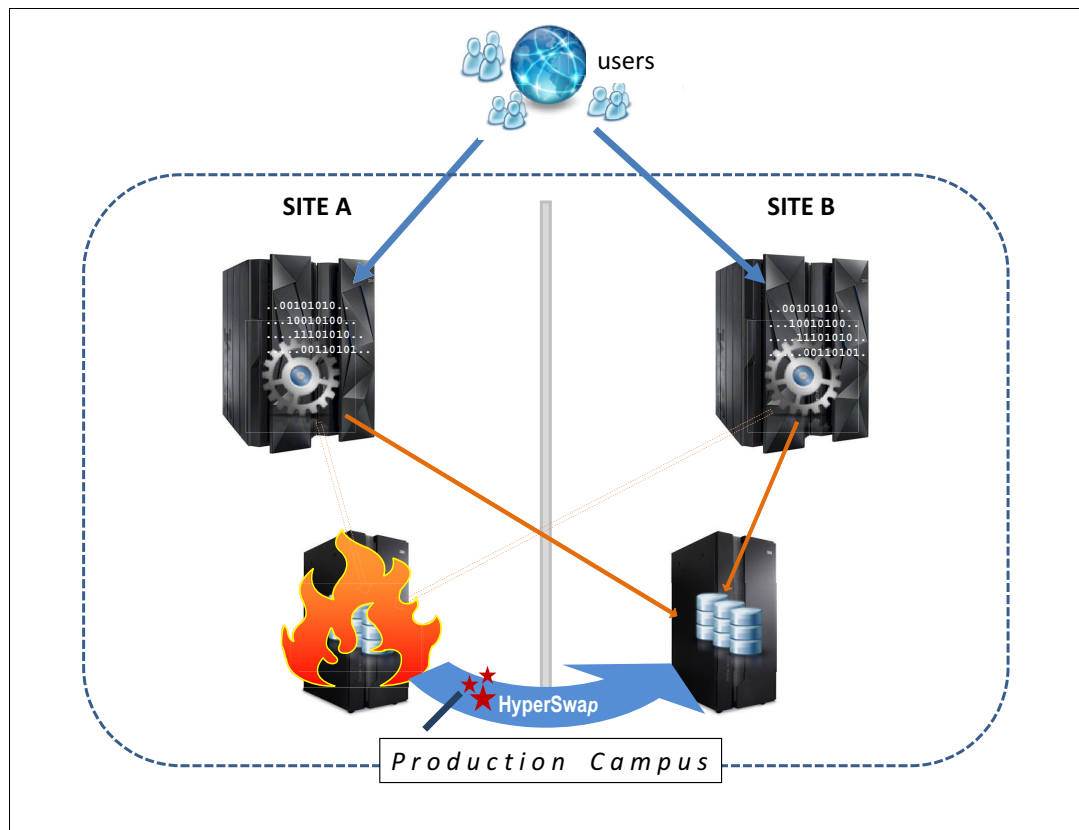 users
SITE A
SITE B
..00101010..
....10010100..
.....11101010..
.......00110101..
..00101010..
....10010100..
.....11101010..
.......00110101.
HyperSwap
Production Campus